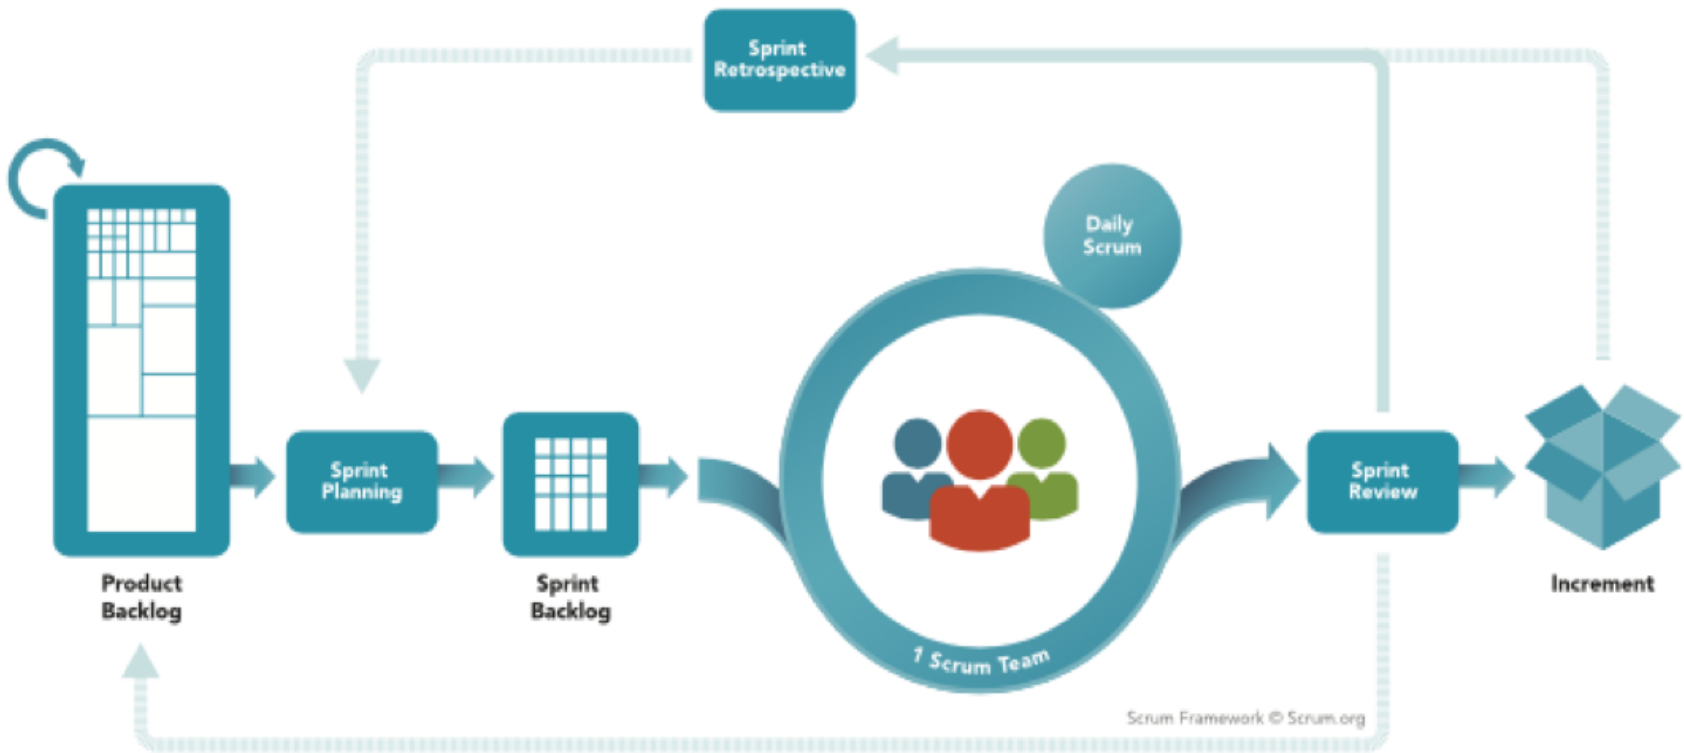 Sprint
Retrospective
Daily
Scrum
Sprint
Planning
Sprint
Review
Product
Backlog
Sprint
Backlog
Increment
1 Scrum Team
Scrum Framework © Scrum.org